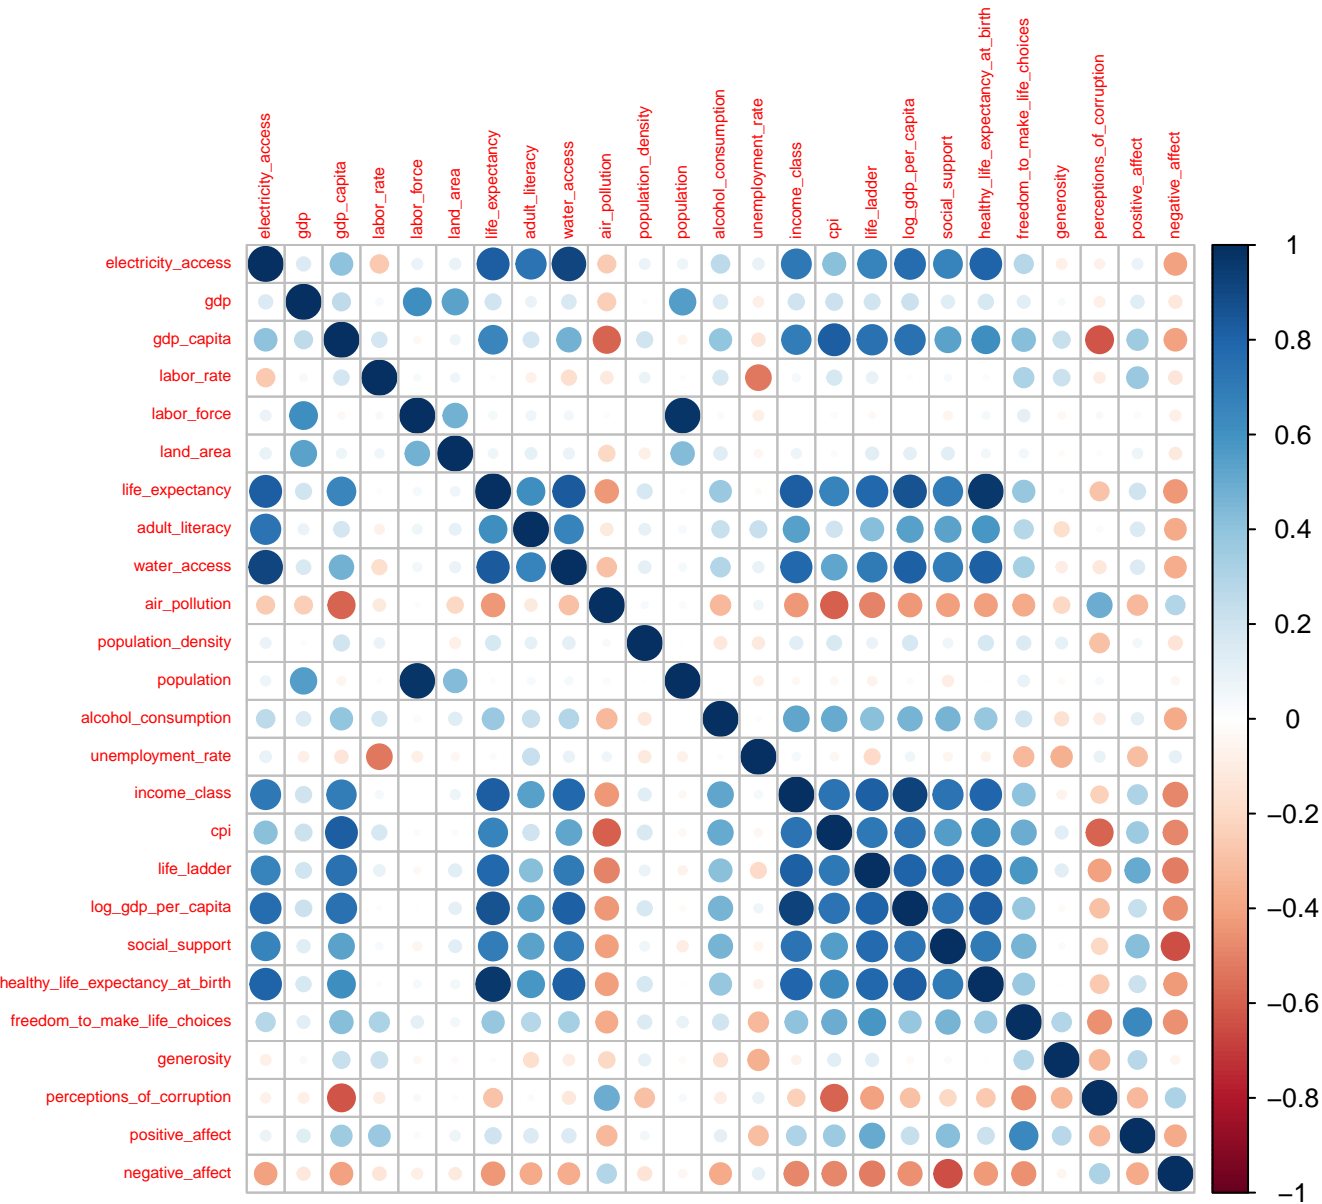 electricity_access
gdp
gdp_capita
labor_rate
labor_force
land_area
life_expectancy
adult_literacy
water_access
air_pollution
population_density
population
alcohol_consumption
unemployment_rate
income_class
cpi
life_ladder
log_gdp_per_capita
social_support
healthy_life_expectancy_at_birth
freedom_to_make_life_choices
generosity
perceptions_of_corruption
positive_affect
negative_affect
electricity_access
gdp
gdp_capita
labor_rate
labor_force
land_area
life_expectancy
adult_literacy
water_access
air_pollution
population_density
population
alcohol_consumption
unemployment_rate
income_class
cpi
life_ladder
log_gdp_per_capita
social_support
healthy_life_expectancy_at_birth
freedom_to_make_life_choices
generosity
perceptions_of_corruption
positive_affect
negative_affect
1
0.8
0.6
0.4
0.2
0
−0.2
−0.4
−0.6
−0.8
−1